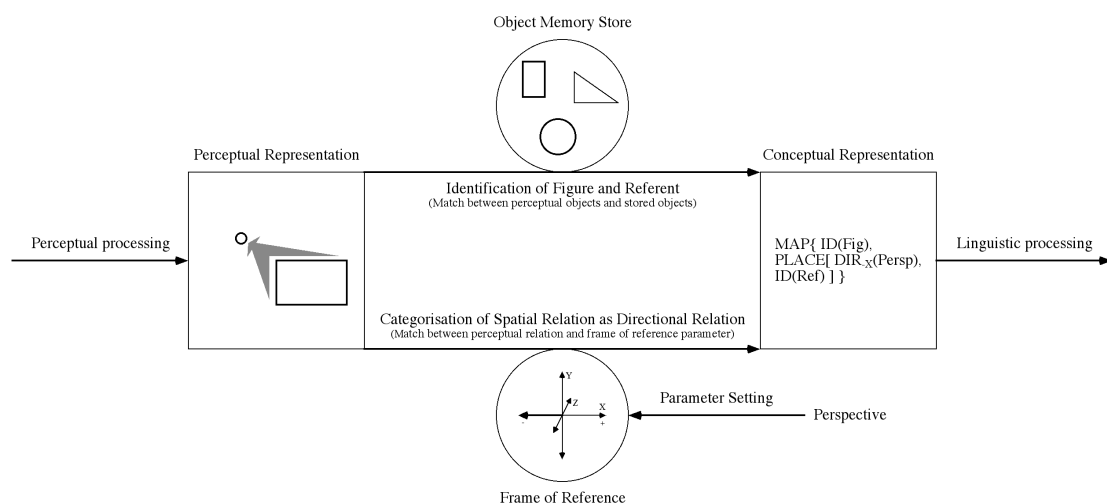 Object Memory Store
Perceptual Representation
Conceptual Representation
Identification of Figure and Referent
(Match between perceptual objects and stored objects)
Perceptual processing
MAP{ ID(Fig),
PLACE[ DIR-X(Persp),
ID(Ref) ] }
Linguistic processing
Categorisation of Spatial Relation as Directional Relation
(Match between perceptual relation and frame of reference parameter)
Y
Z
X
-
+
Parameter Setting
Perspective
Frame of Reference